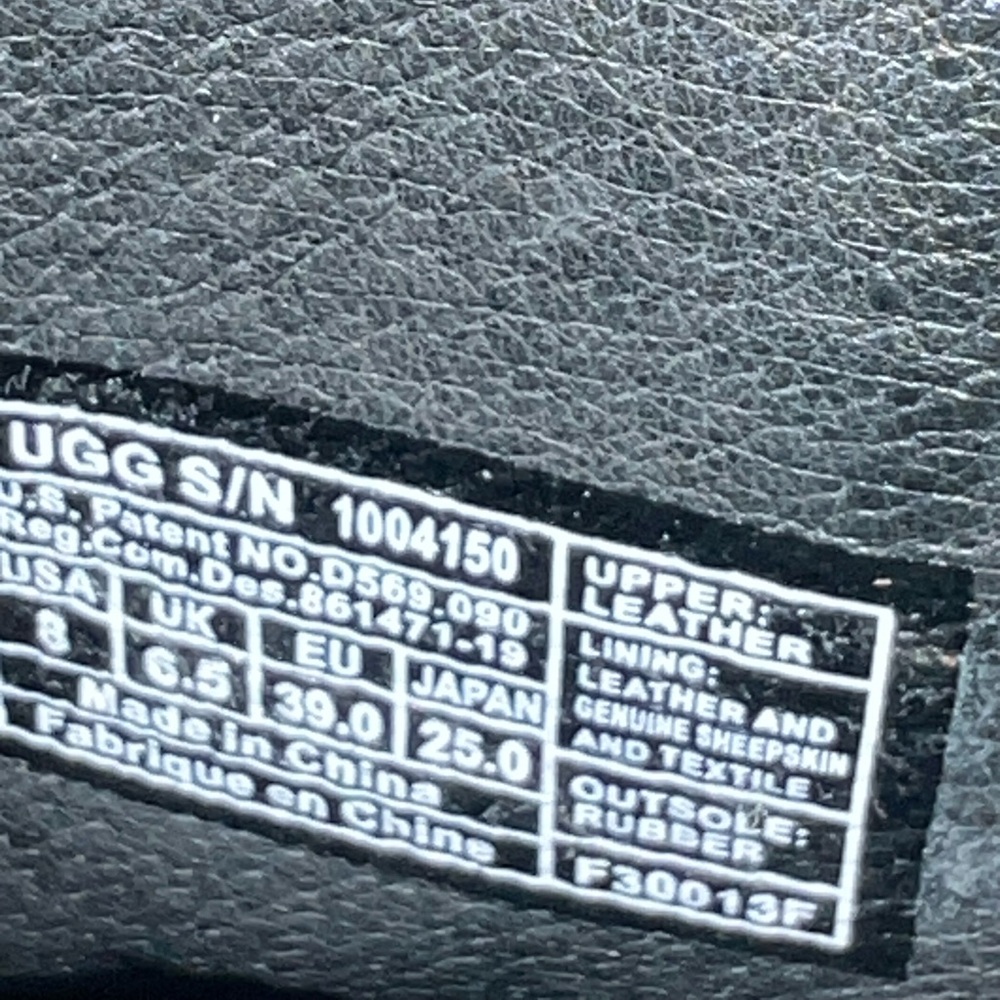 UGG S/N 1004150
U.S. Patent NO.D569.090
Reg.Com.Des.861471-19
USA UK EU JAPAN
8 6.5 39.0 25.0
Made in China
Fabrique en Chine
UPPER:
LEATHER
LINING:
LEATHER AND
GENUINE SHEEPSKIN
AND TEXTILE
OUTSOLE:
RUBBER
F30013F